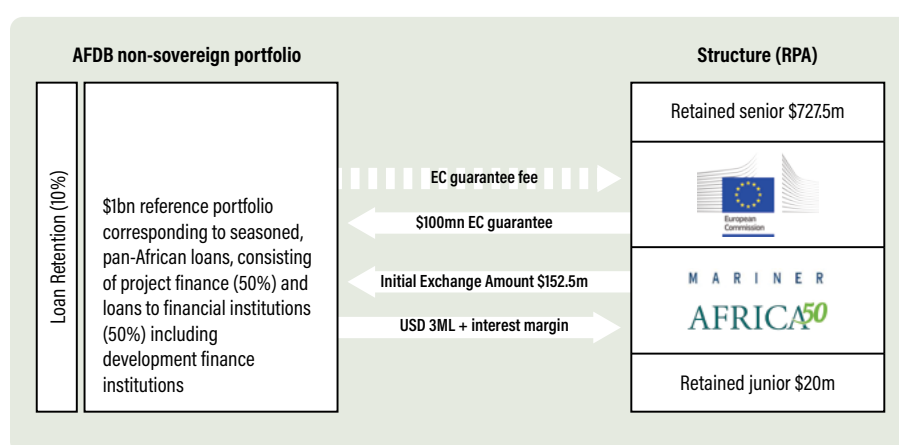 AFDB non-sovereign portfolio
Structure (RPA)
Loan Retention (10%)
$1bn reference portfolio
corresponding to seasoned,
pan-African loans, consisting
of project finance (50%) and
loans to financial institutions
(50%) including
development finance
institutions
EC guarantee fee
$100mn EC guarantee
Initial Exchange Amount $152.5m
USD 3ML + interest margin
Retained senior $727.5m
European
Commission
MARINER
AFRICA50
Retained junior $20m